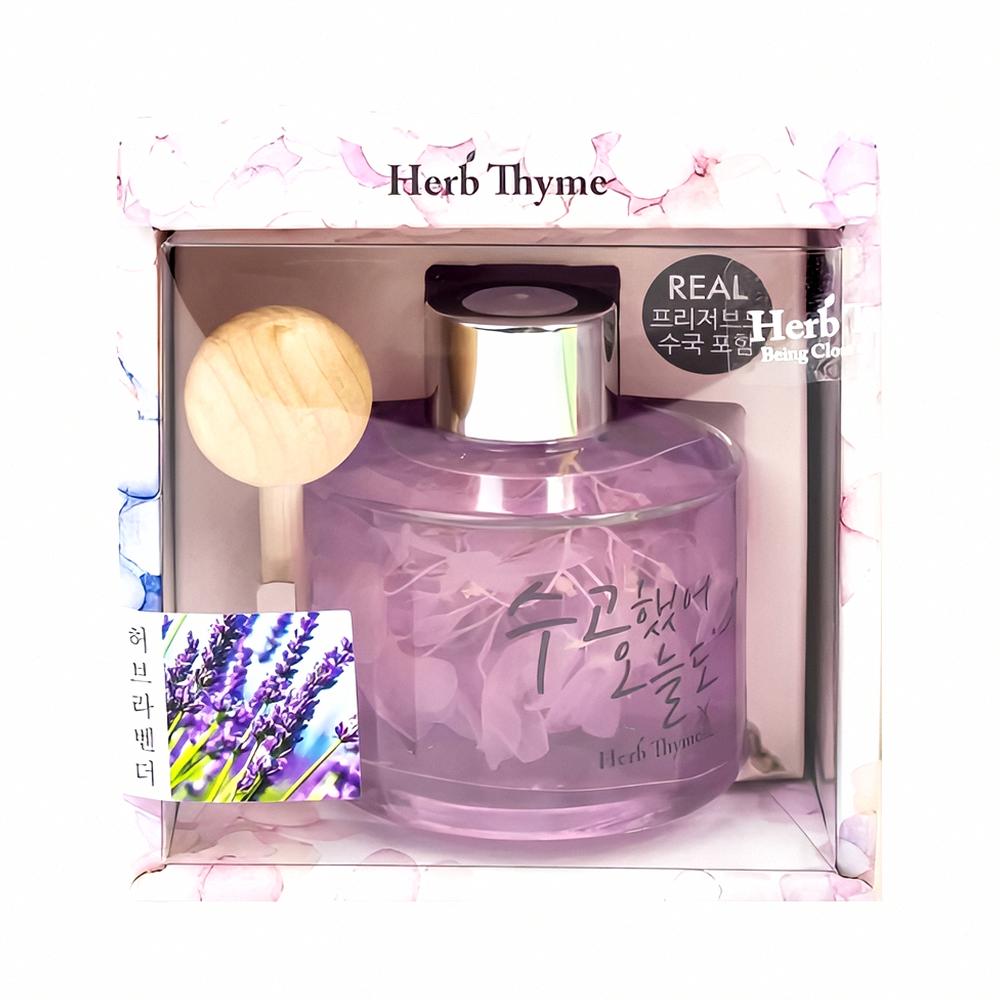 Herb Thyme
REAL
프리저브드
수국 포함
Herb T
Being Clo
수고했어
오늘도
Herb Thyme
허브라벤더